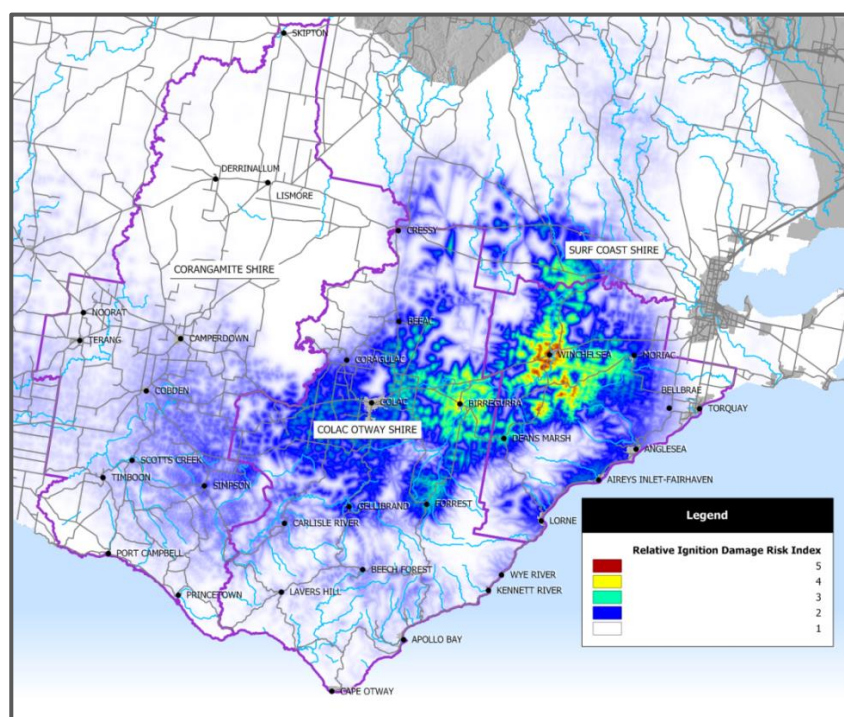 SKIPTON
DERRINALLUM
LISMORE
CRESSY
SURF COAST SHIRE
CORANGAMITE SHIRE
NOORAT
BEEAC
TERANG
CAMPERDOWN
WINCHELSEA
MORIAC
CORAGULAC
COBDEN
COLAC
BIRREGURRA
BELLBRAE
TORQUAY
COLAC OTWAY SHIRE
DEANS MARSH
ANGLESEA
SCOTTS CREEK
TIMBOON
SIMPSON
AIREYS INLET-FAIRHAVEN
GELLIBRAND
FORREST
CARLISLE RIVER
LORNE
PORT CAMPBELL
BEECH FOREST
WYE RIVER
PRINCETOWN
LAVERS HILL
KENNETT RIVER
APOLLO BAY
CAPE OTWAY
Legend
Relative Ignition Damage Risk Index
5
4
3
2
1